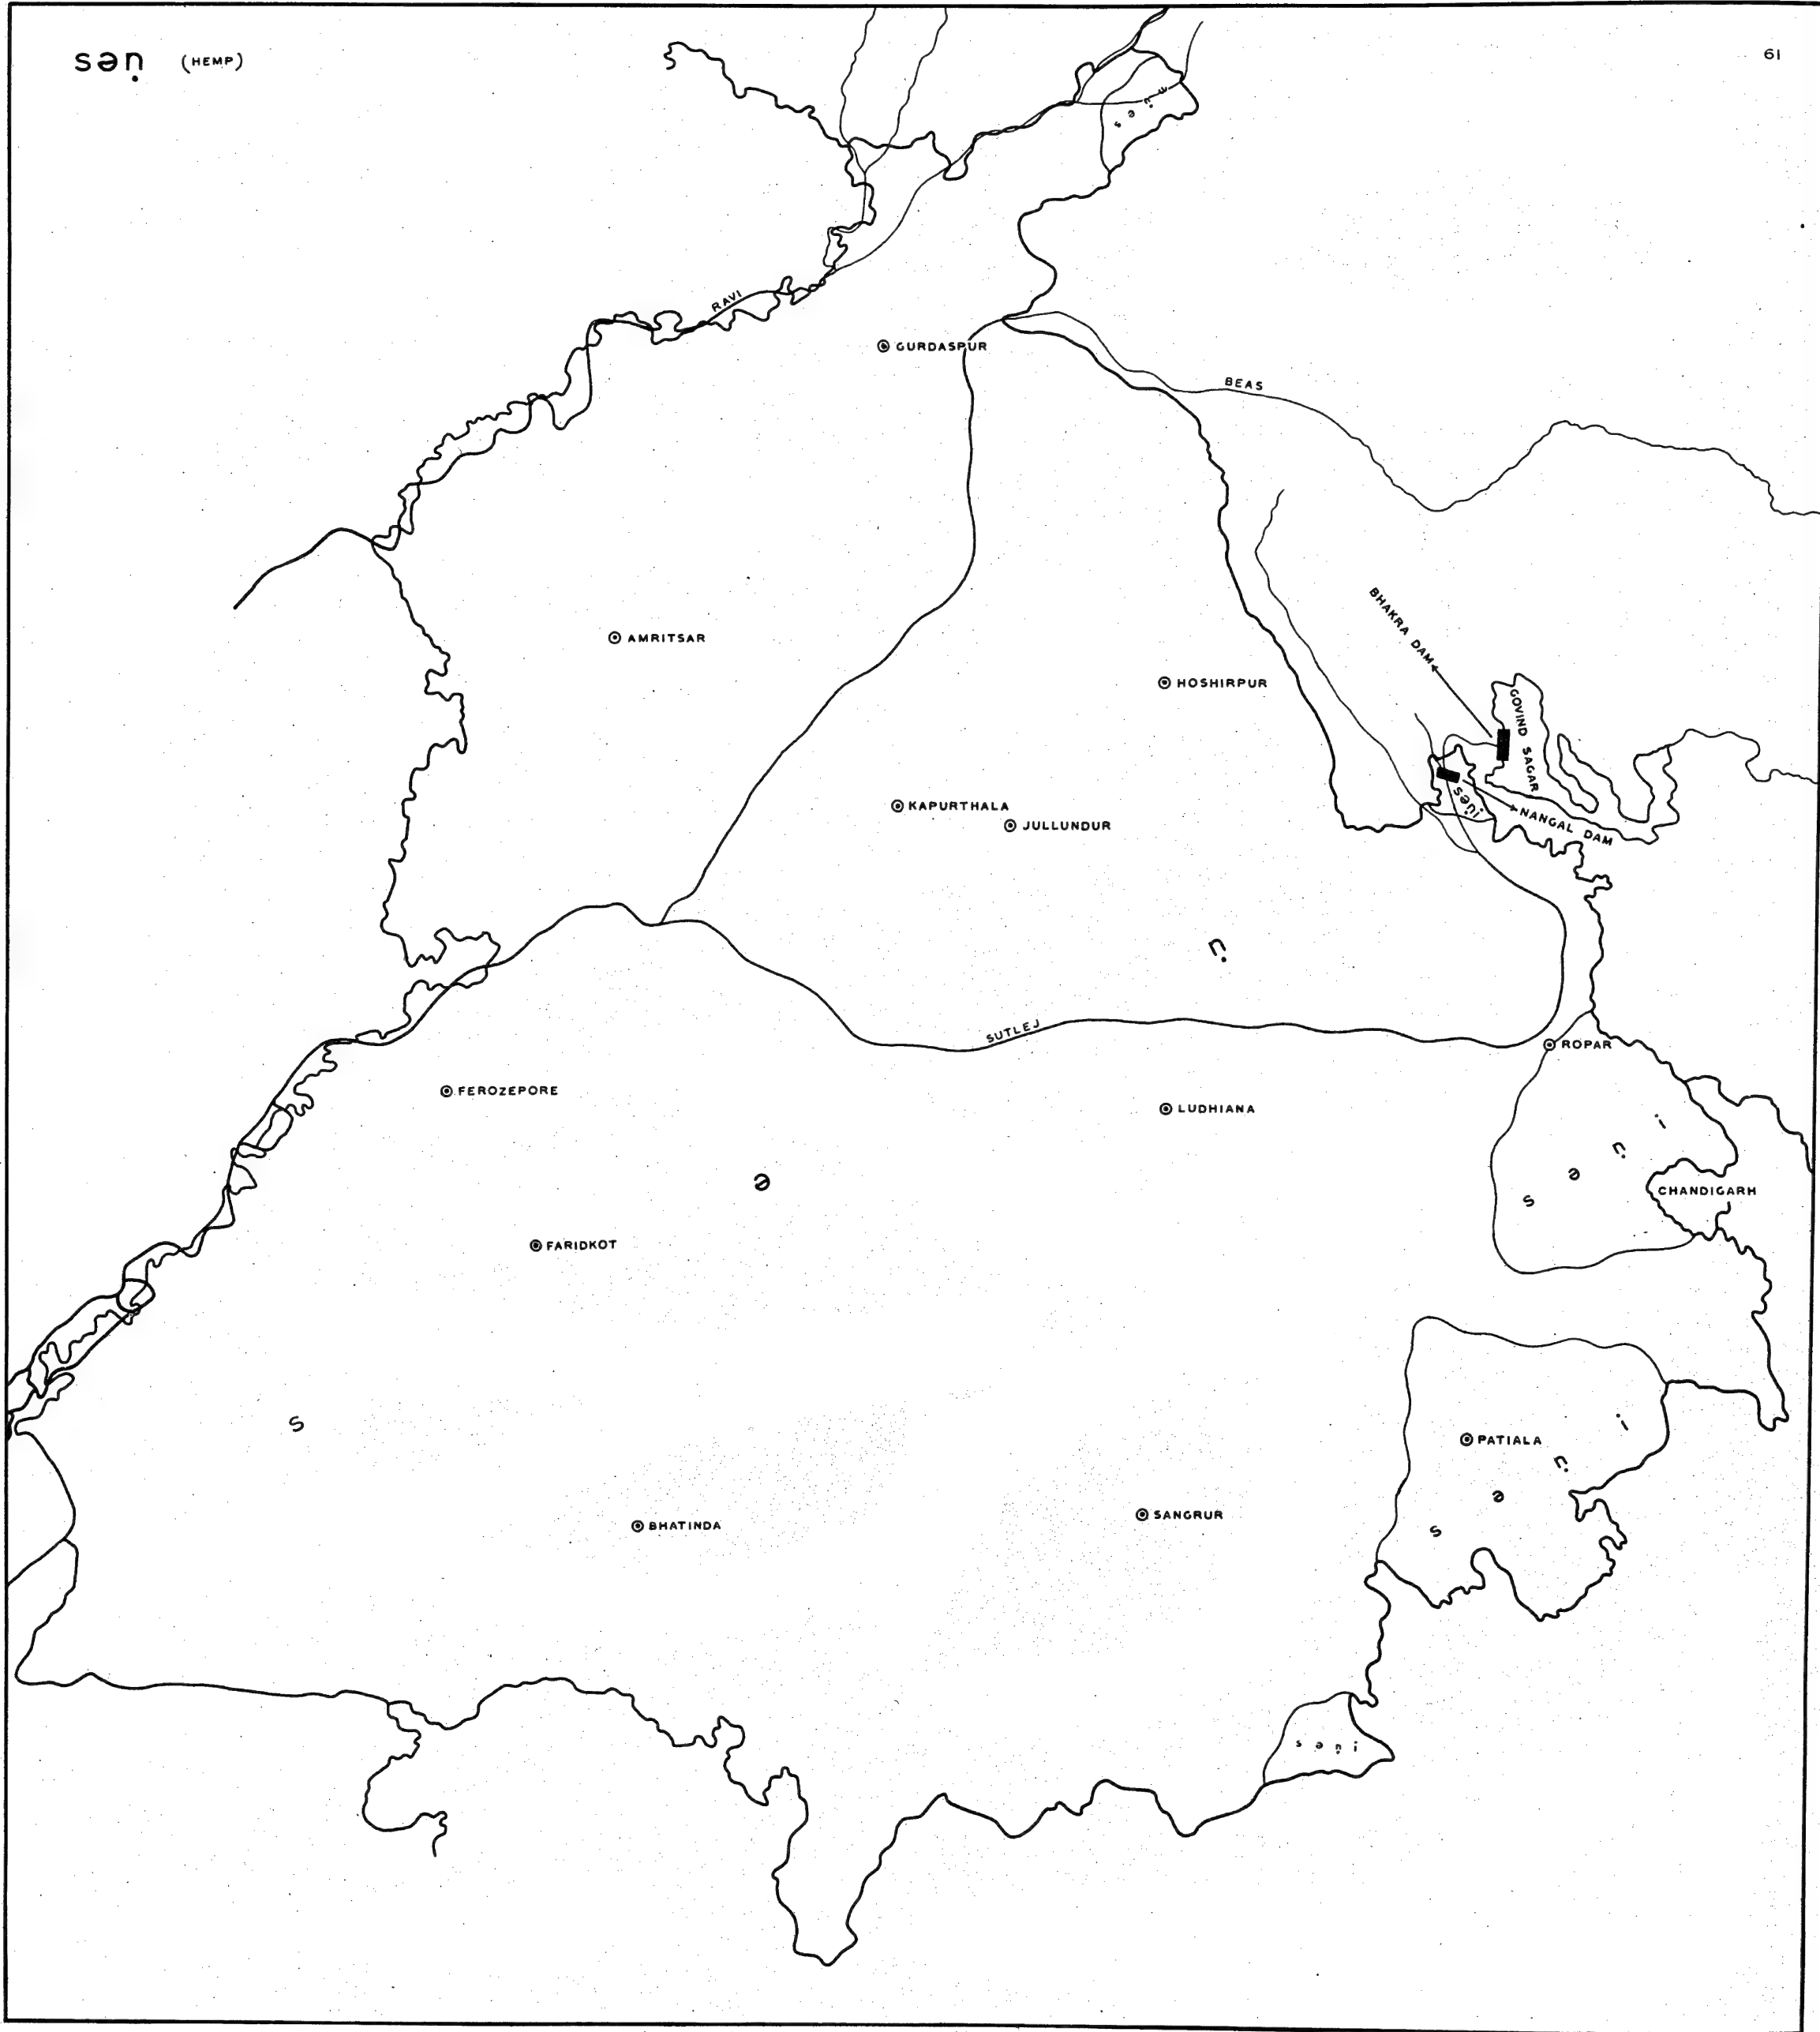 səṇ (HEMP)
61
RAVI
GURDASPUR
BEAS
AMRITSAR
BHAKRA DAM
HOSHIRPUR
GOVIND SAGAR
səṇi
NANGAL DAM
KAPURTHALA
JULLUNDUR
s ə ṇ
SUTLEJ
ROPAR
FEROZEPORE
LUDHIANA
s ə ṇ i
CHANDIGARH
FARIDKOT
PATIALA
s ə ṇ i
BHATINDA
SANGRUR
s ə ṇ i